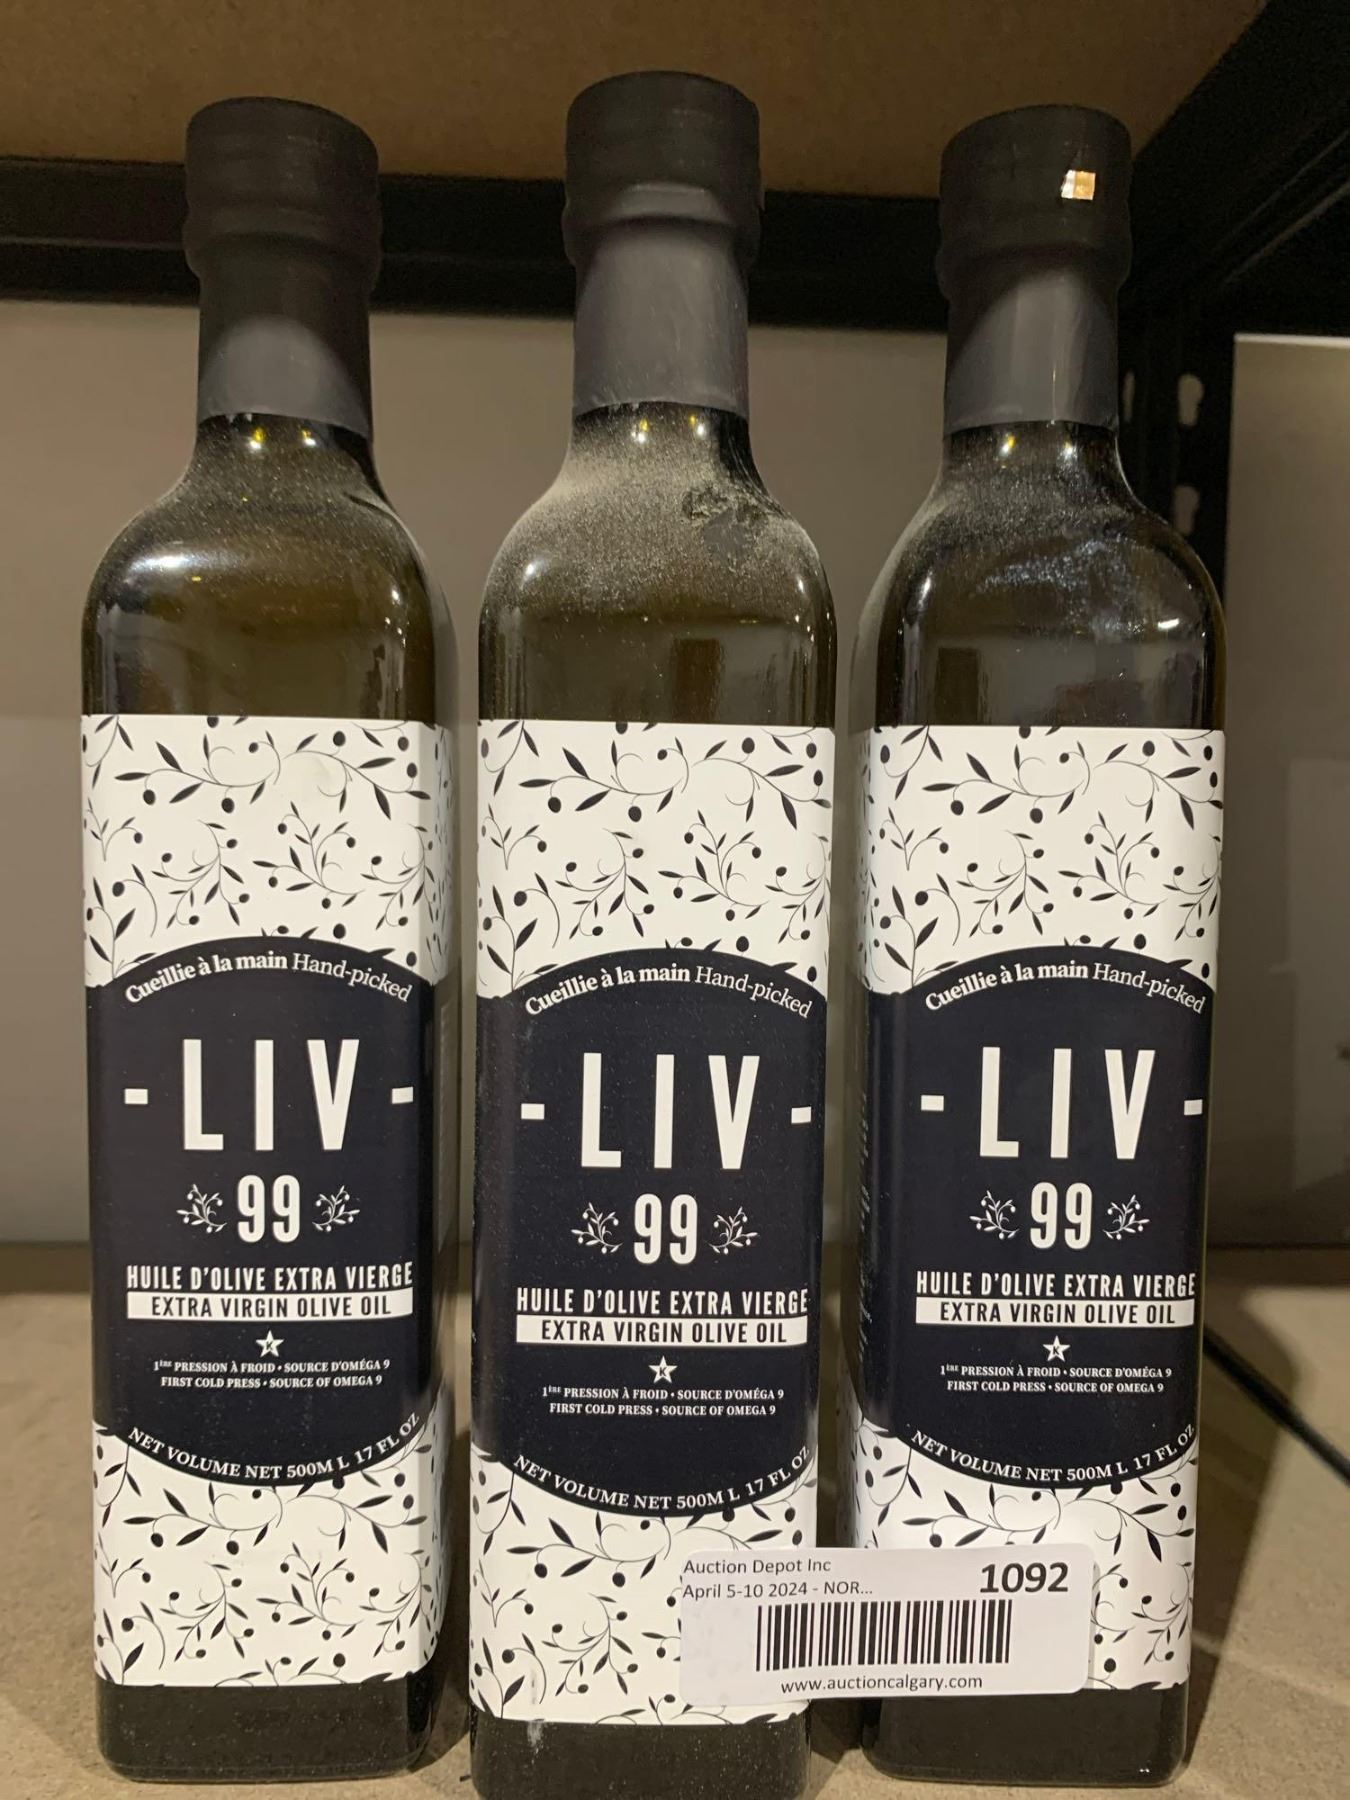 Cueillie à la main Hand-picked
- LIV -
99
HUILE D'OLIVE EXTRA VIERGE
EXTRA VIRGIN OLIVE OIL
K
1ÈRE PRESSION À FROID • SOURCE D'OMÉGA 9
FIRST COLD PRESS • SOURCE OF OMEGA 9
NET VOLUME NET 500M L 17 FL OZ
Cueillie à la main Hand-picked
- LIV -
99
HUILE D'OLIVE EXTRA VIERGE
EXTRA VIRGIN OLIVE OIL
K
1ÈRE PRESSION À FROID • SOURCE D'OMÉGA 9
FIRST COLD PRESS • SOURCE OF OMEGA 9
NET VOLUME NET 500M L 17 FL OZ
Cueillie à la main Hand-picked
- LIV -
99
HUILE D'OLIVE EXTRA VIERGE
EXTRA VIRGIN OLIVE OIL
K
1ÈRE PRESSION À FROID • SOURCE D'OMÉGA 9
FIRST COLD PRESS • SOURCE OF OMEGA 9
NET VOLUME NET 500M L 17 FL OZ
Auction Depot Inc
April 5-10 2024 - NOR...
1092
www.auctioncalgary.com